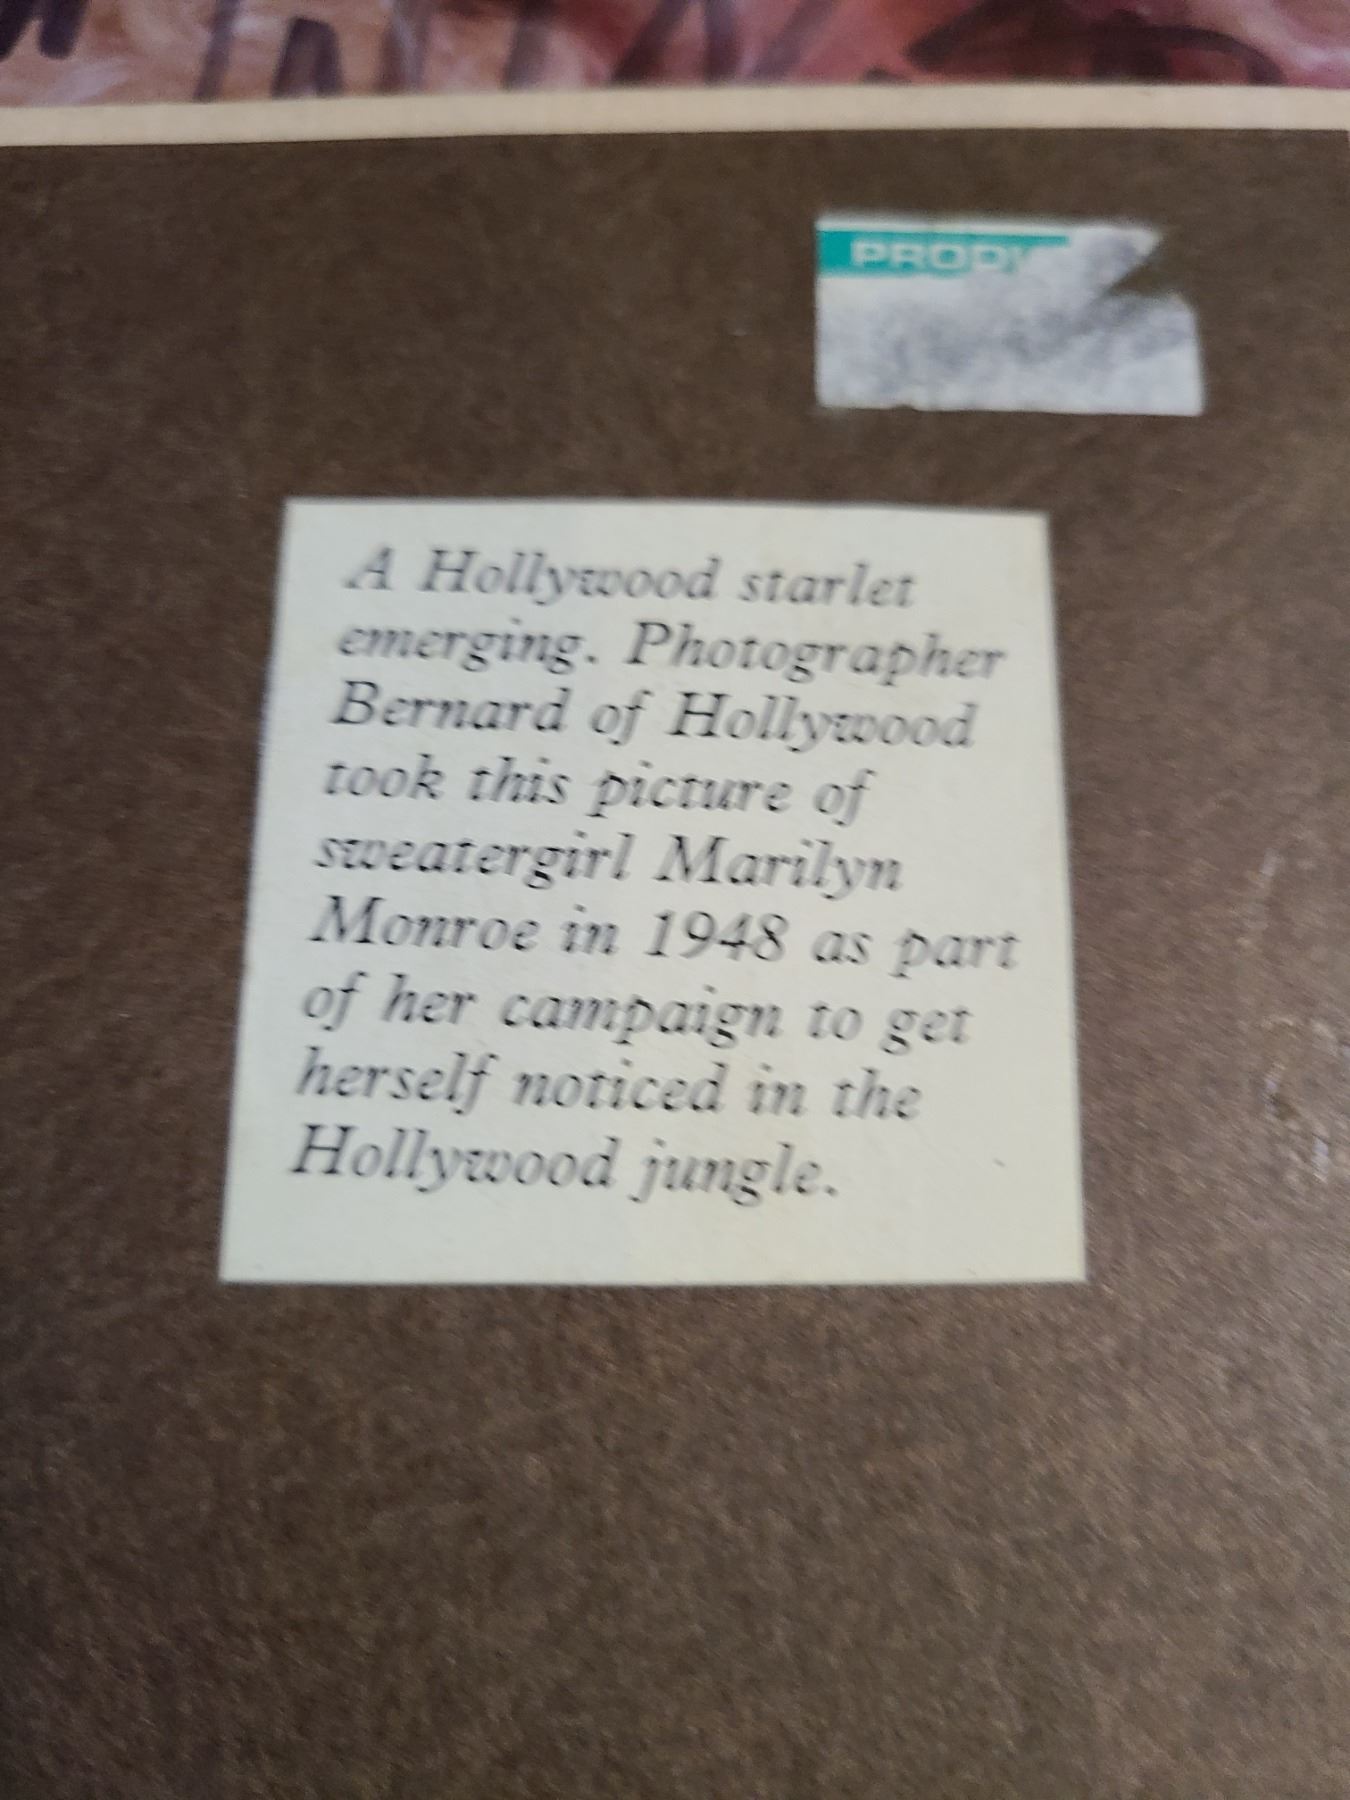 A Hollywood starlet
emerging. Photographer
Bernard of Hollywood
took this picture of
sweatergirl Marilyn
Monroe in 1948 as part
of her campaign to get
herself noticed in the
Hollywood jungle.